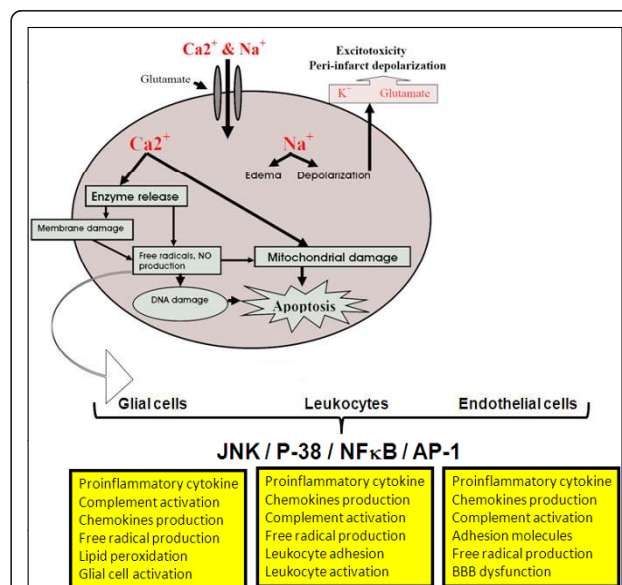 Ca2+ & Na+
Glutamate
Excitotoxicity
Peri-infarct depolarization
K– Glutamate
Ca2+
Na+
Edema Depolarization
Enzyme release
Membrane damage
Free radicals, NO
production
Mitochondrial damage
DNA damage
Apoptosis
Glial cells Leukocytes Endothelial cells
JNK / P-38 / NFκB / AP-1
Proinflammatory cytokine
Complement activation
Chemokines production
Free radical production
Lipid peroxidation
Glial cell activation
Proinflammatory cytokine
Chemokines production
Complement activation
Free radical production
Leukocyte adhesion
Leukocyte activation
Proinflammatory cytokine
Chemokines production
Complement activation
Adhesion molecules
Free radical production
BBB dysfunction